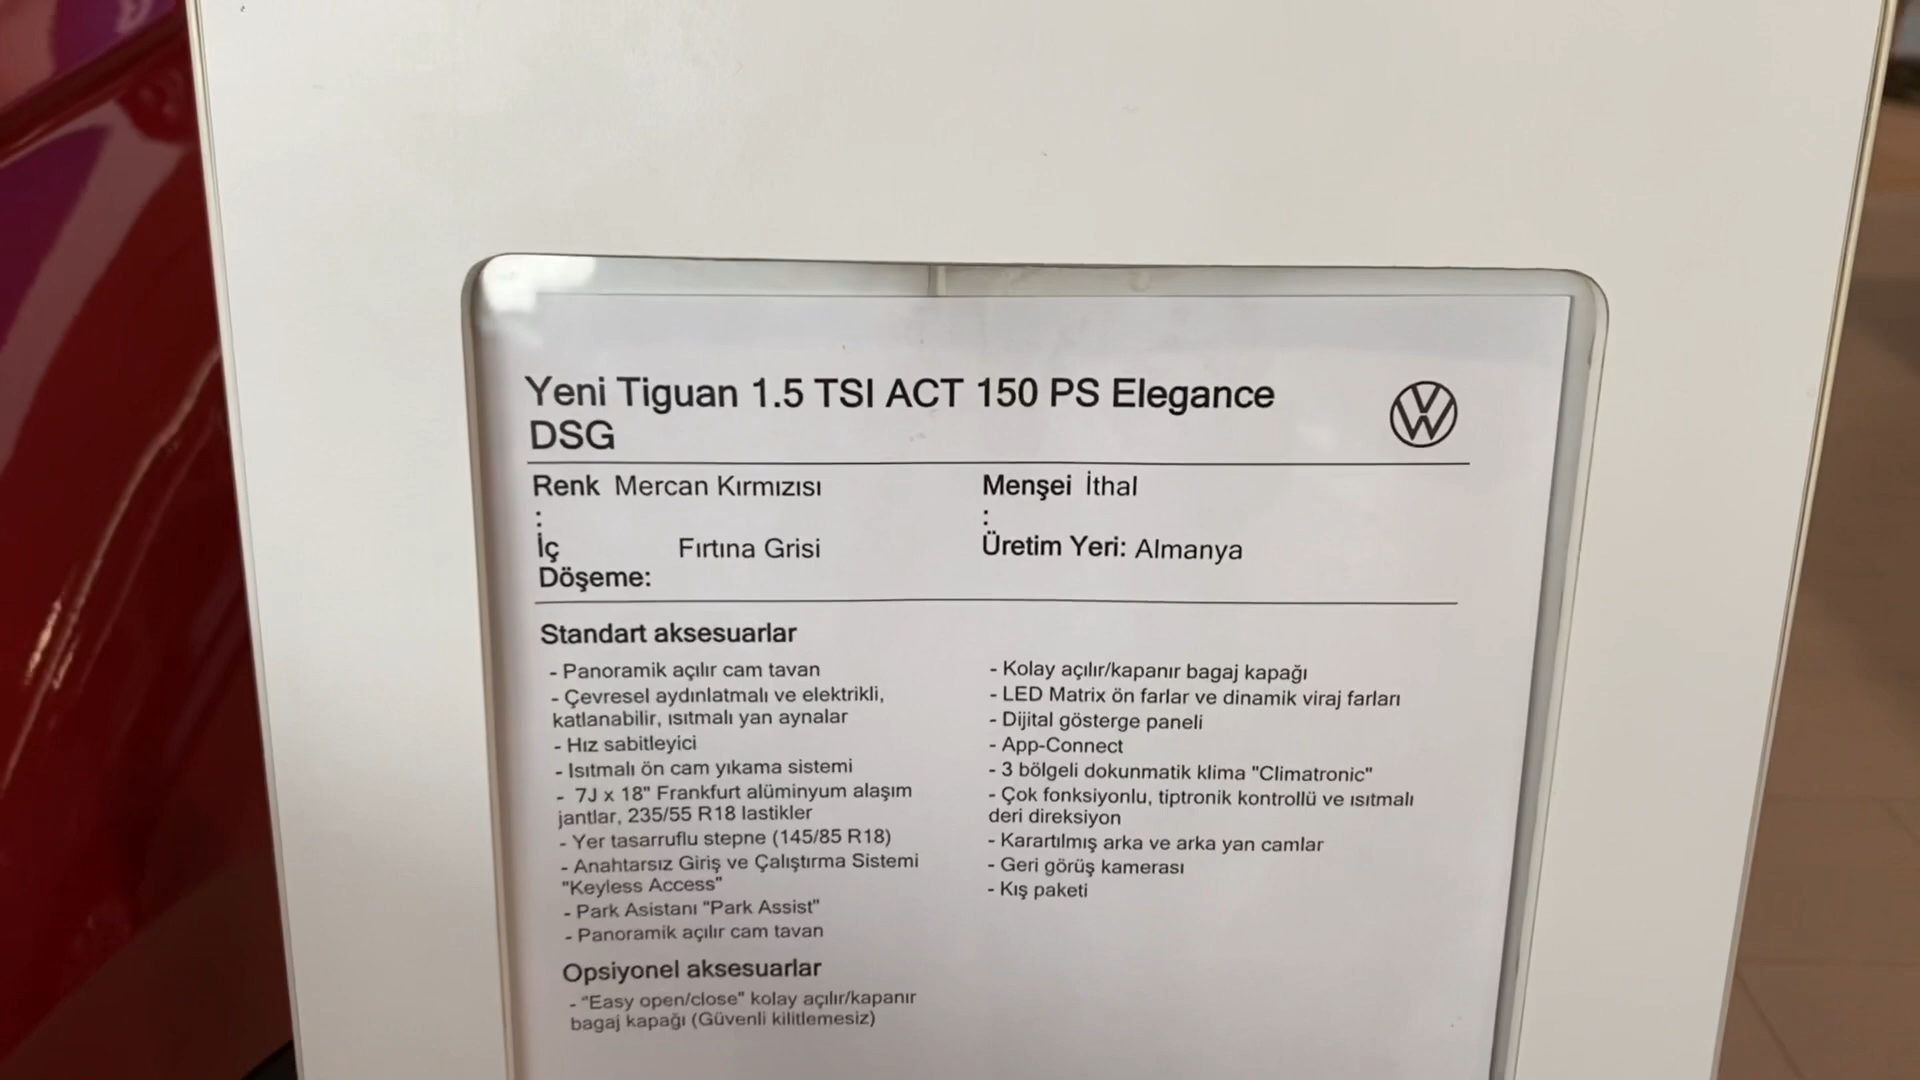 Yeni Tiguan 1.5 TSI ACT 150 PS Elegance
DSG
Renk Mercan Kırmızısı
:
İç Fırtına Grisi
Döşeme:
Menşei İthal
:
Üretim Yeri: Almanya
Standart aksesuarlar
- Panoramik açılır cam tavan
- Çevresel aydınlatmalı ve elektrikli,
katlanabilir, ısıtmalı yan aynalar
- Hız sabitleyici
- Isıtmalı ön cam yıkama sistemi
- 7J x 18" Frankfurt alüminyum alaşım
jantlar, 235/55 R18 lastikler
- Yer tasarruflu stepne (145/85 R18)
- Anahtarsız Giriş ve Çalıştırma Sistemi
"Keyless Access"
- Park Asistanı "Park Assist"
- Panoramik açılır cam tavan
- Kolay açılır/kapanır bagaj kapağı
- LED Matrix ön farlar ve dinamik viraj farları
- Dijital gösterge paneli
- App-Connect
- 3 bölgeli dokunmatik klima "Climatronic"
- Çok fonksiyonlu, tiptronik kontrollü ve ısıtmalı
deri direksiyon
- Karartılmış arka ve arka yan camlar
- Geri görüş kamerası
- Kış paketi
Opsiyonel aksesuarlar
- "Easy open/close" kolay açılır/kapanır
bagaj kapağı (Güvenli kilitlemesiz)